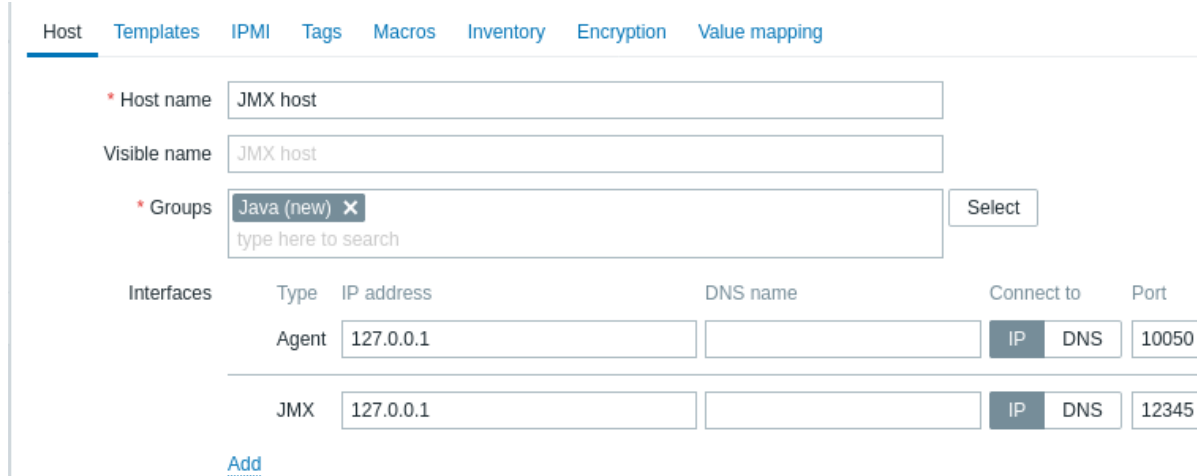 Host Templates IPMI Tags Macros Inventory Encryption Value mapping
* Host name JMX host
Visible name JMX host
* Groups Java (new) Select
type here to search
Interfaces Type IP address DNS name Connect to Port
Agent 127.0.0.1 IP DNS 10050
JMX 127.0.0.1 IP DNS 12345
Add